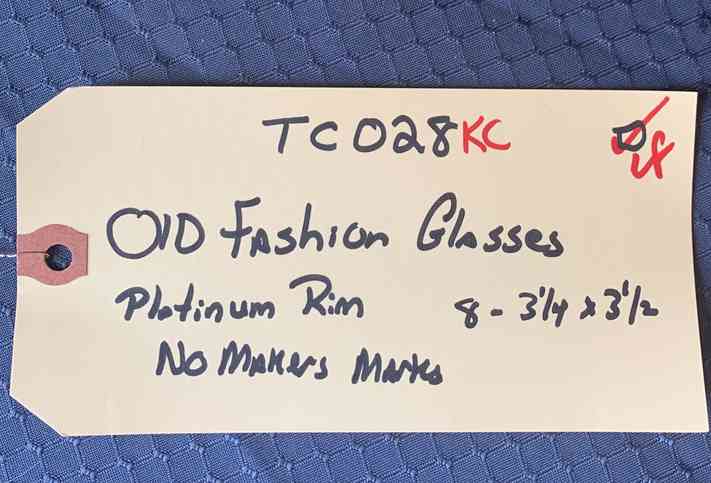 TC028KC
Old Fashion Glasses
Platinum Rim 8 - 3 1/4 x 3 1/2
No Makers Marks